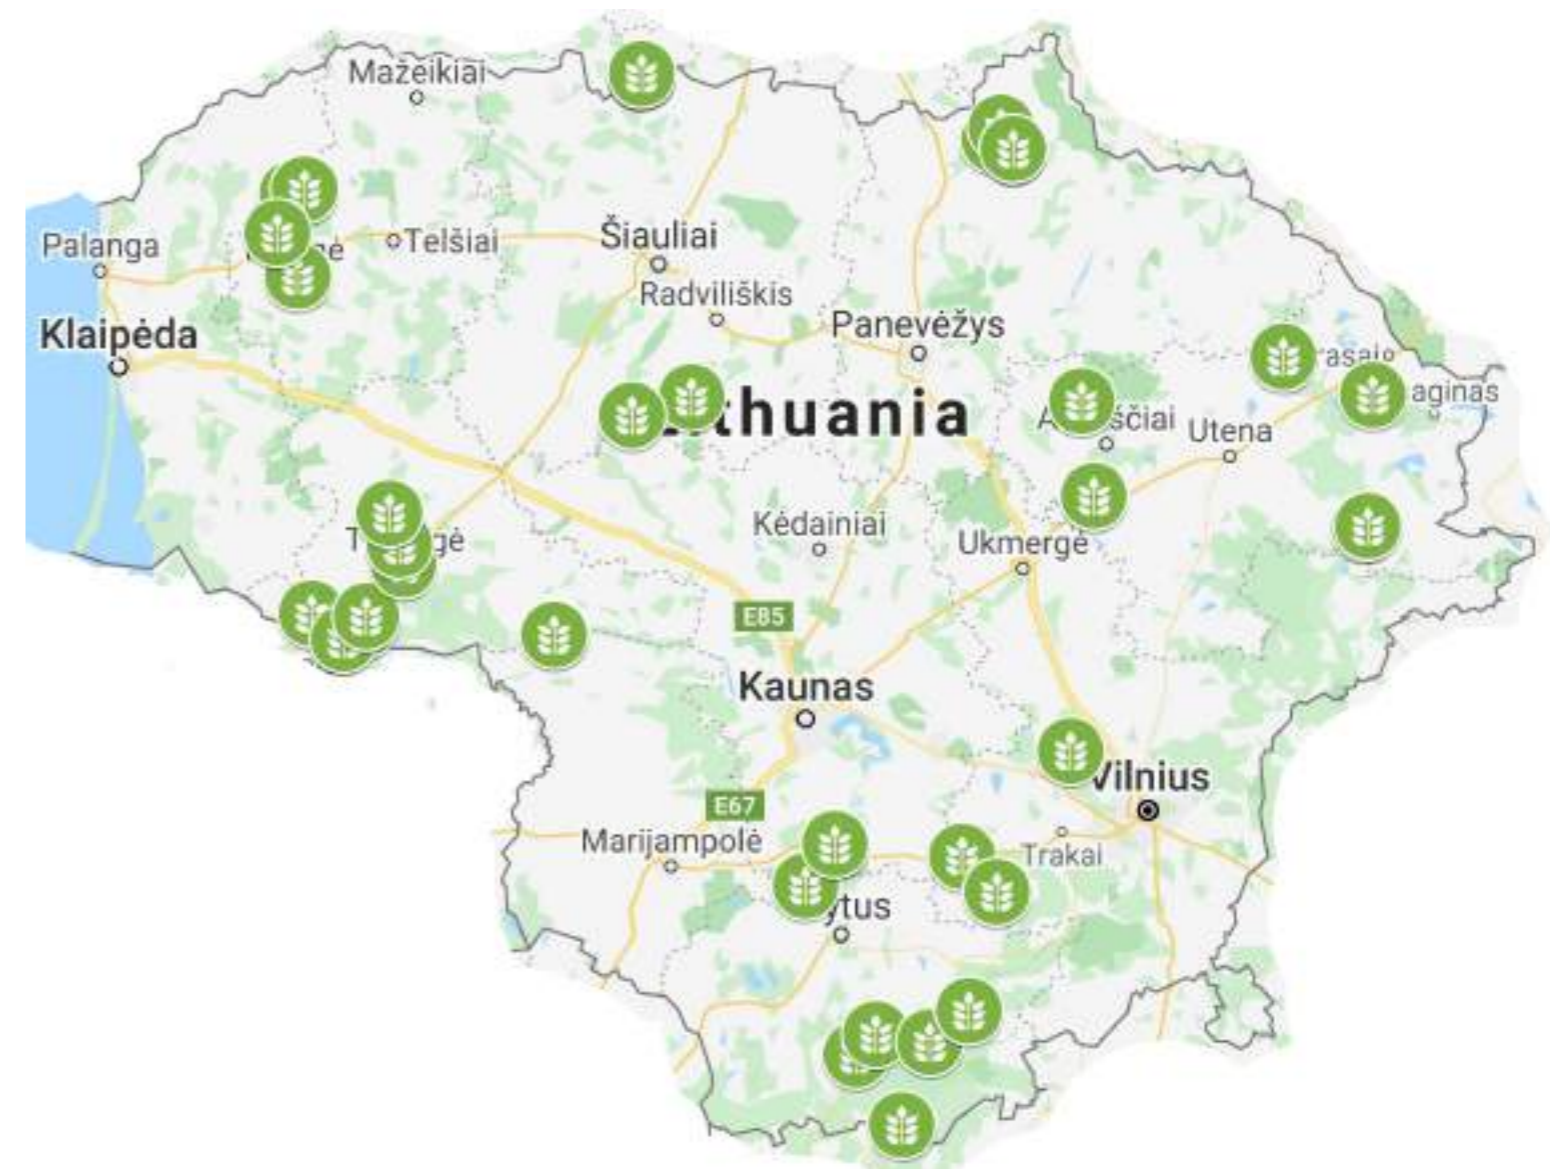 Mažeikiai
Palanga
Telšiai
Šiauliai
Radviliškis
Klaipėda
Panevėžys
Utena
Kėdainiai
Ukmergė
E85
Kaunas
Vilnius
E67
Marijampolė
Trakai